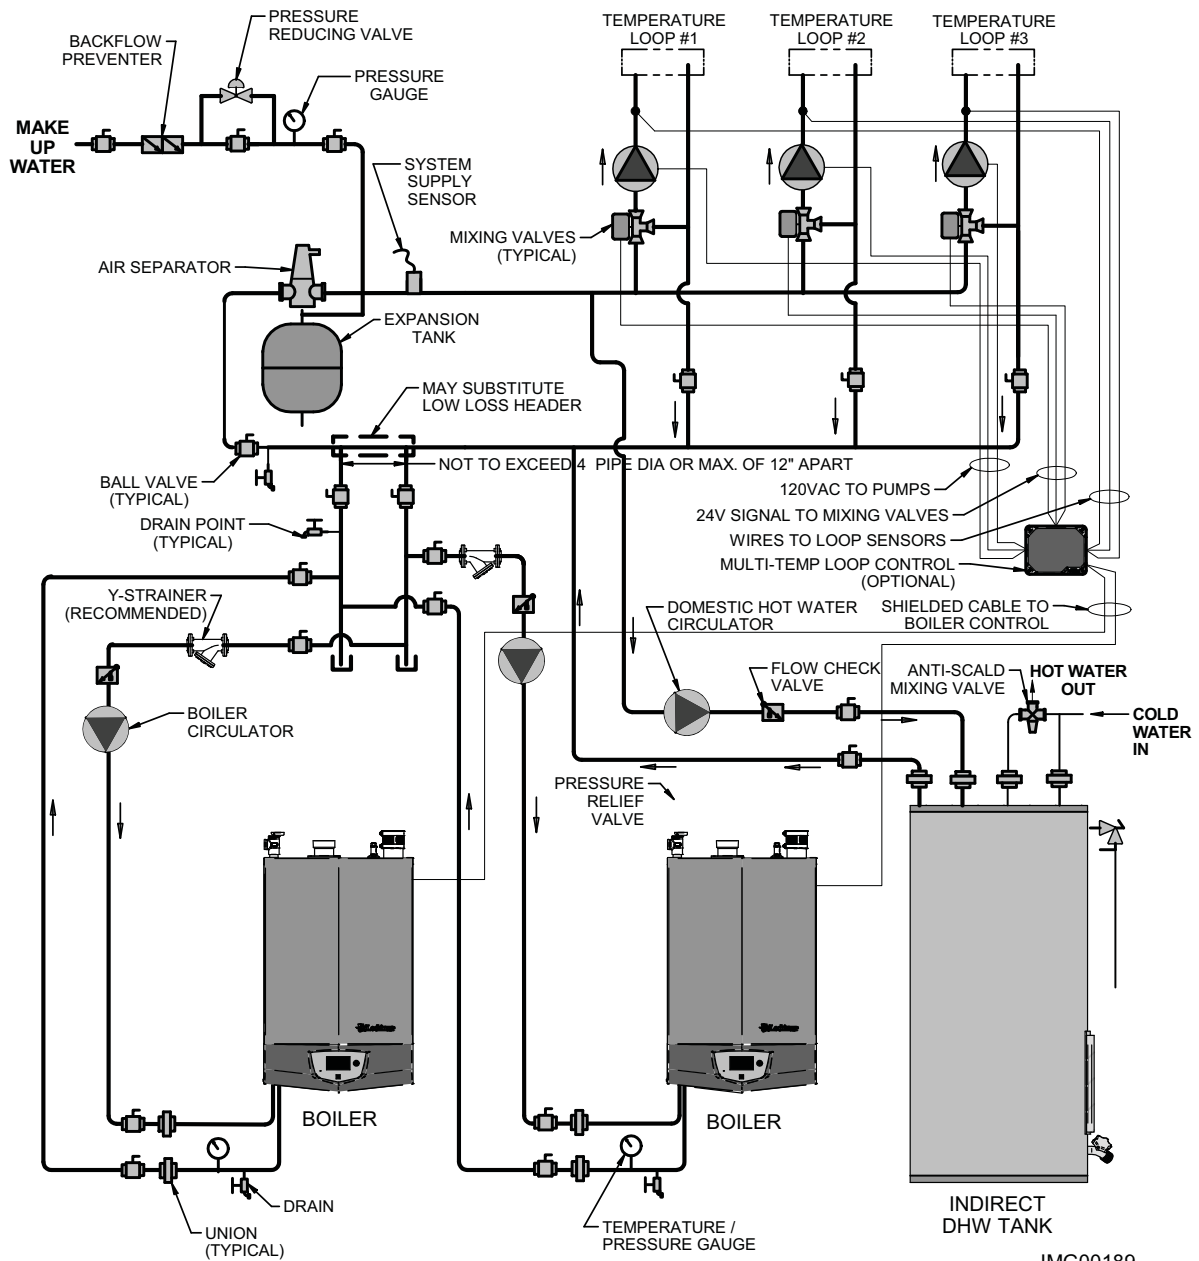 PRESSURE
REDUCING VALVE
BACKFLOW
PREVENTER
PRESSURE
GAUGE
MAKE
UP
WATER
TEMPERATURE
LOOP #1
TEMPERATURE
LOOP #2
TEMPERATURE
LOOP #3
SYSTEM
SUPPLY
SENSOR
MIXING VALVES
(TYPICAL)
AIR SEPARATOR
EXPANSION
TANK
MAY SUBSTITUTE
LOW LOSS HEADER
NOT TO EXCEED 4 PIPE DIA OR MAX. OF 12" APART
BALL VALVE
(TYPICAL)
120VAC TO PUMPS
24V SIGNAL TO MIXING VALVES
WIRES TO LOOP SENSORS
MULTI-TEMP LOOP CONTROL
(OPTIONAL)
DRAIN POINT
(TYPICAL)
Y-STRAINER
(RECOMMENDED)
DOMESTIC HOT WATER
CIRCULATOR
SHIELDED CABLE TO
BOILER CONTROL
FLOW CHECK
VALVE
ANTI-SCALD
MIXING VALVE
HOT WATER
OUT
COLD
WATER
IN
BOILER
CIRCULATOR
PRESSURE
RELIEF
VALVE
BOILER
BOILER
DRAIN
UNION
(TYPICAL)
TEMPERATURE /
PRESSURE GAUGE
INDIRECT
DHW TANK